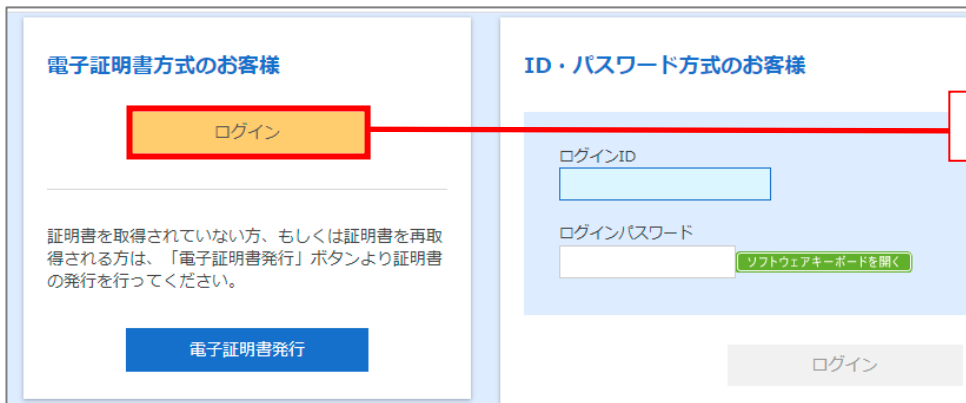 電子証明書方式のお客様
ログイン
証明書を取得されていない方、もしくは証明書を再取
得される方は、「電子証明書発行」ボタンより証明書
の発行を行ってください。
電子証明書発行
ID・パスワード方式のお客様
ログインID
ログインパスワード
ソフトウェアキーボードを開く
ログイン